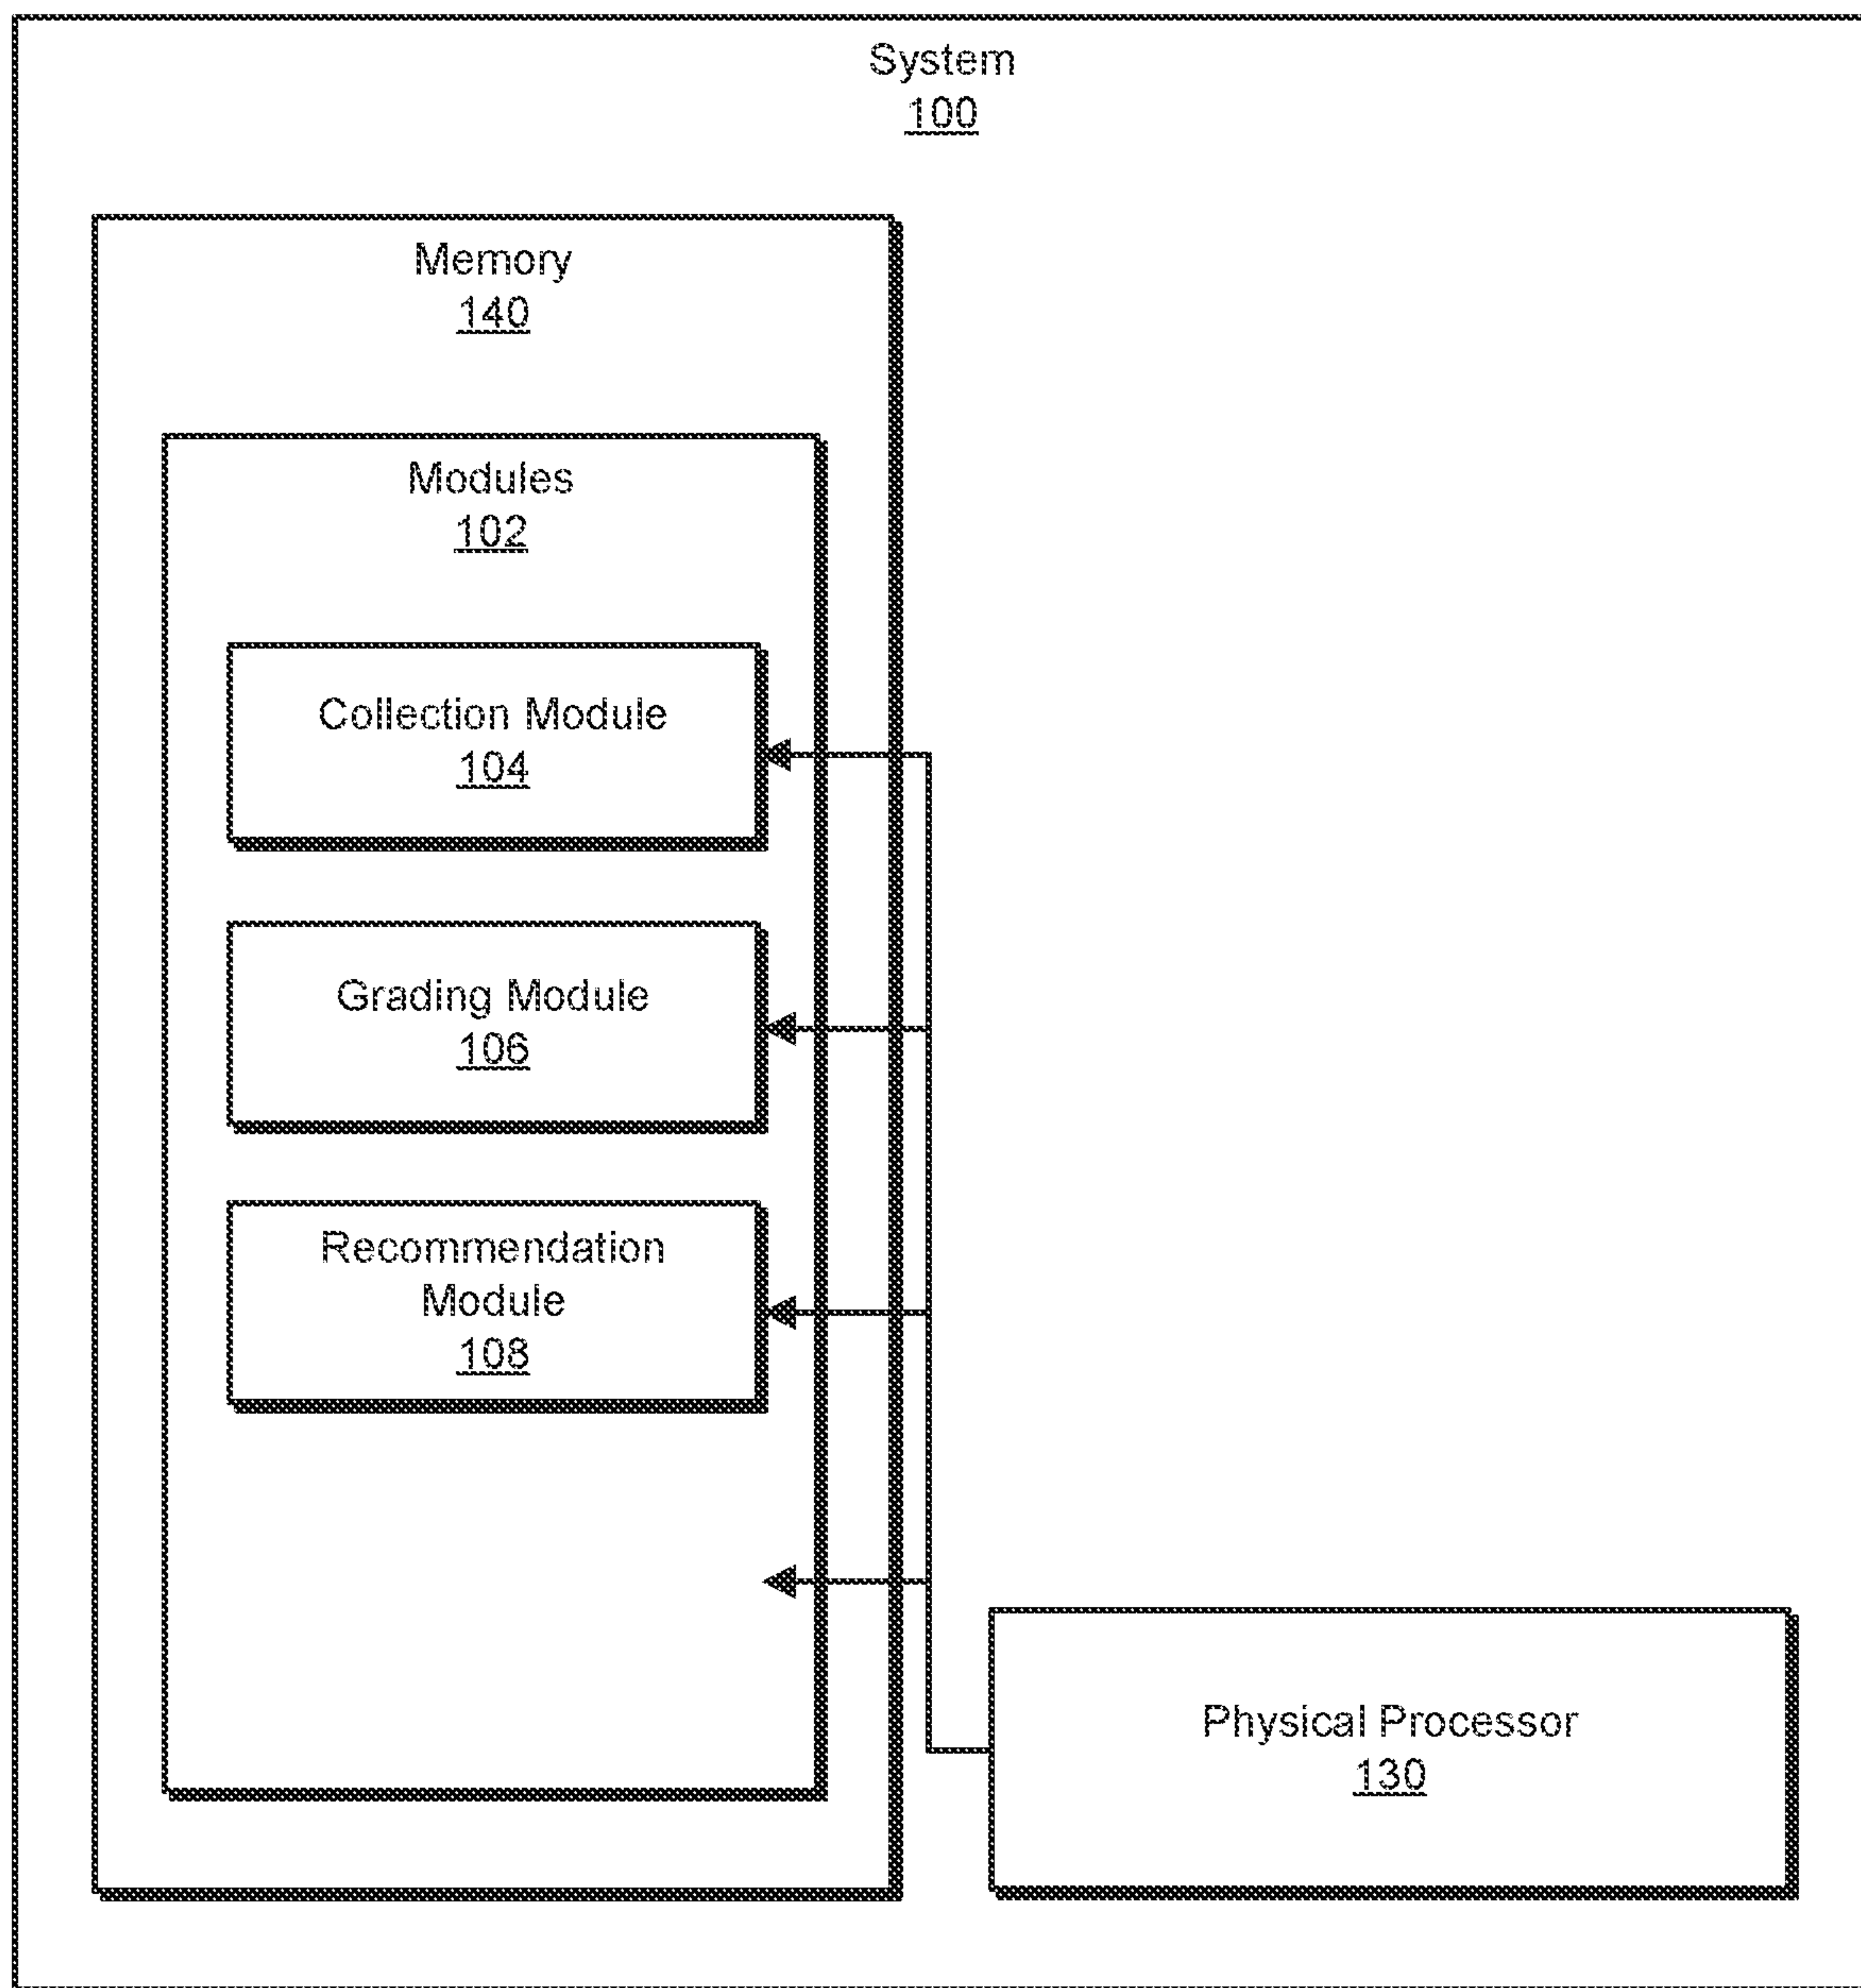 System
100
Memory
140
Modules
102
Collection Module
104
Grading Module
106
Recommendation
Module
108
Physical Processor
130